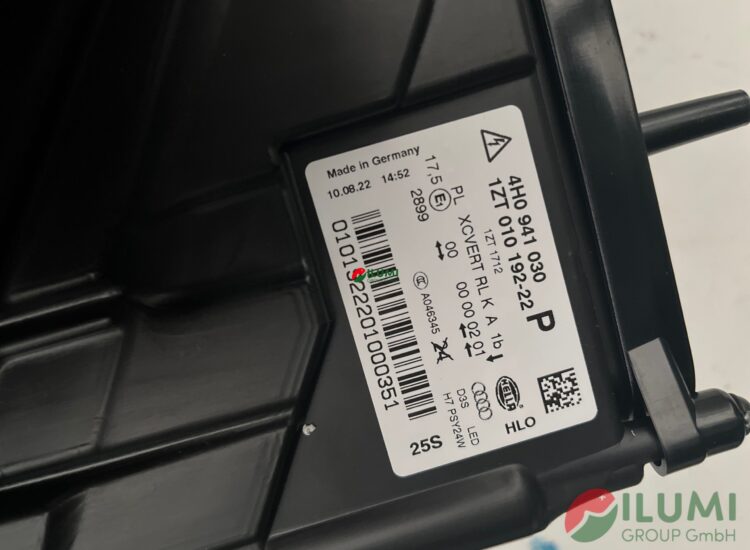 4H0 941 030
1ZT 010 192-22 P
1ZT 1712
17,5 PL XCVERT RL K A 1b
E1 00 00 00 02 01
2899
Made in Germany
10.08.22 14:52
A046345
HELLA
HLO
D3S LED
H7 PSY24W
25S
ILUMI
GROUP GmbH